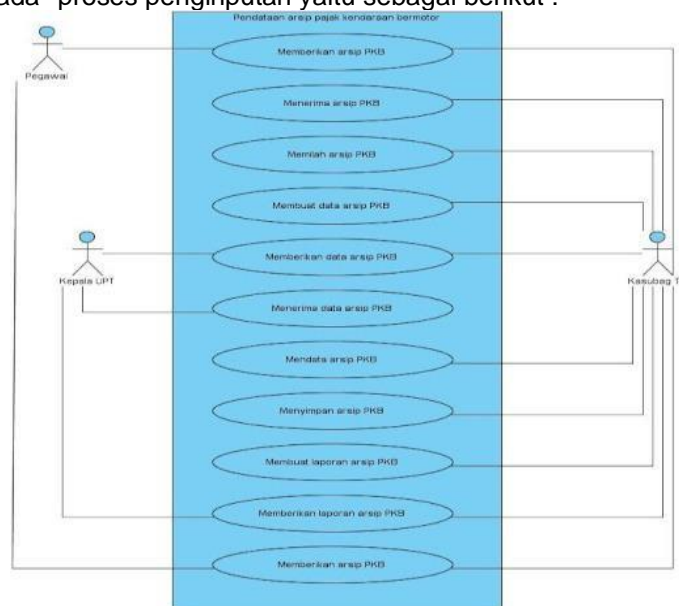 ada proses penginputan yaitu sebagai berikut :
Pendataan arsip pajak kendaraan bermotor
Memberikan arsip PKB
Pegawai
Menerima arsip PKB
Memilah arsip PKB
Membuat data arsip PKB
Memberikan data arsip PKB
Kepala UPT
Kasubag T
Menerima data arsip PKB
Mendata arsip PKB
Menyimpan arsip PKB
Membuat laporan arsip PKB
Memberikan laporan arsip PKB
Memberikan arsip PKB